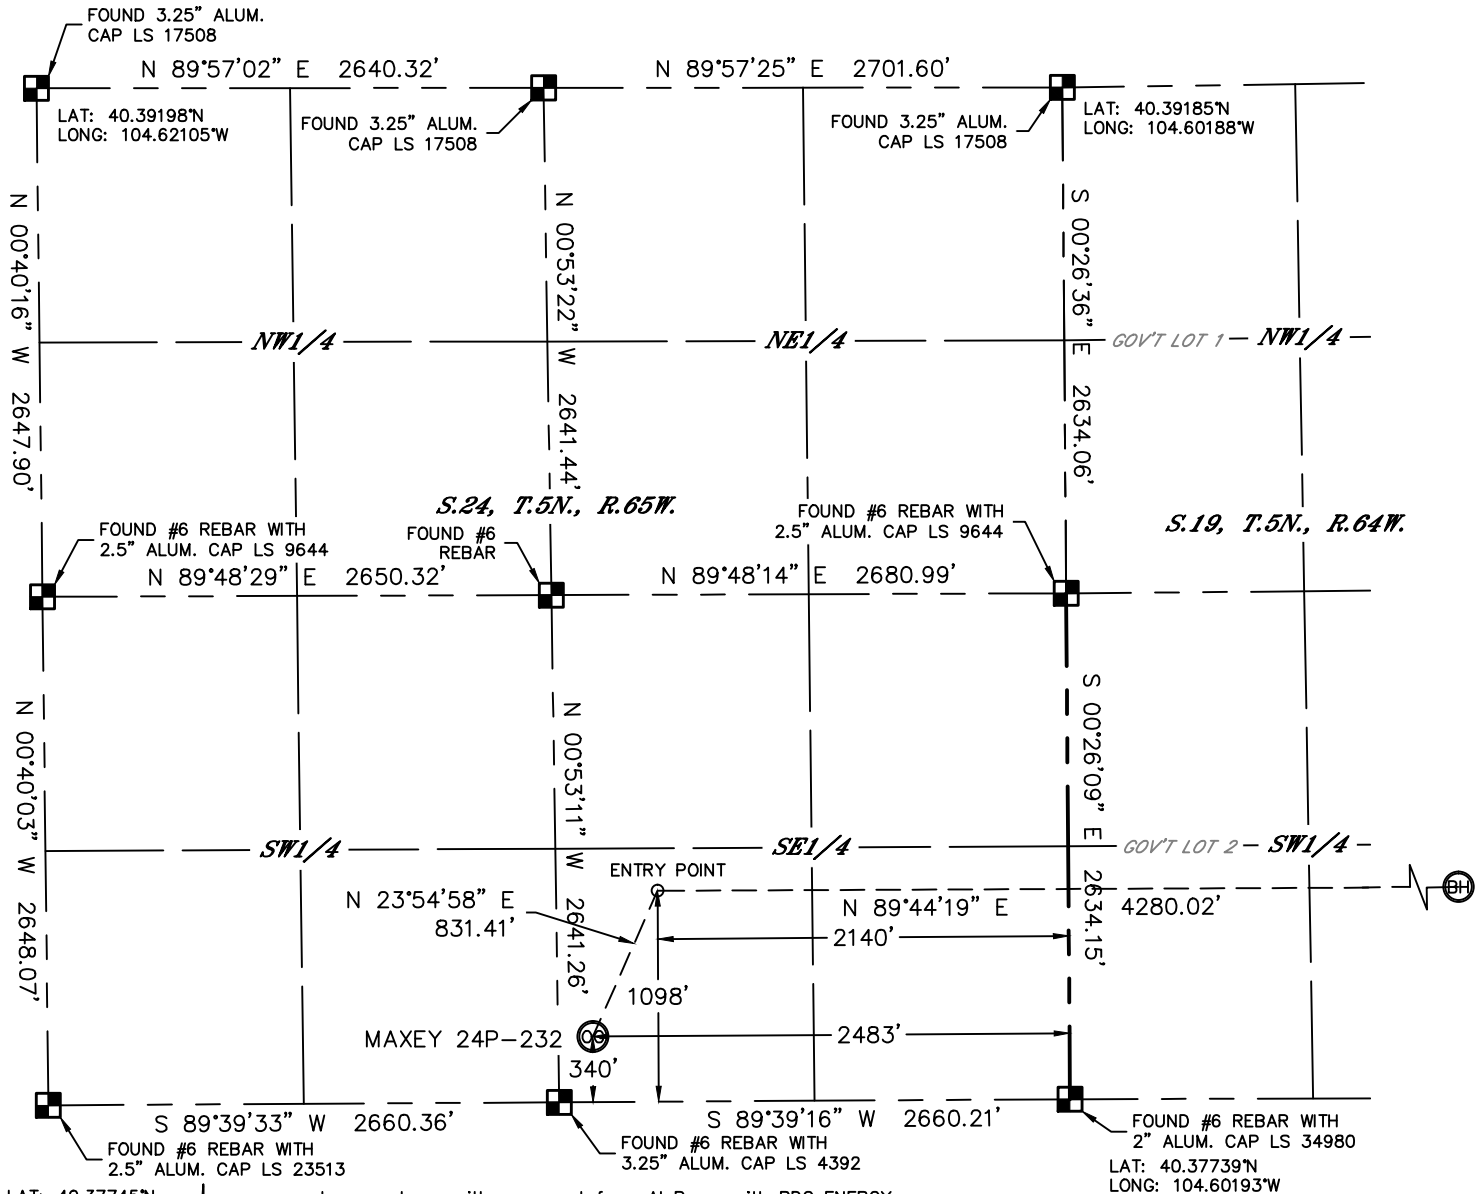 FOUND 3.25” ALUM.
CAP LS 17508
N 89°57’02” E 2640.32’
N 89°57’25” E 2701.60’
LAT: 40.39198°N
LONG: 104.62105°W
FOUND 3.25” ALUM.
CAP LS 17508
FOUND 3.25” ALUM.
CAP LS 17508
LAT: 40.39185°N
LONG: 104.60188°W
N 00°40’16” W 2647.90’
N 00°53’22” W 2641.44’
S 00°26’36” E 2634.06’
NW1/4
NE1/4
GOV’T LOT 1
NW1/4
S.24, T.5N., R.65W.
S.19, T.5N., R.64W.
FOUND #6 REBAR WITH
2.5” ALUM. CAP LS 9644
FOUND #6
REBAR
FOUND #6 REBAR WITH
2.5” ALUM. CAP LS 9644
N 89°48’29” E 2650.32’
N 89°48’14” E 2680.99’
N 00°40’03” W 2648.07’
N 00°53’11” W 2641.26’
S 00°26’09” E 2634.15’
SW1/4
SE1/4
GOV’T LOT 2
SW1/4
ENTRY POINT
BH
N 23°54’58” E
831.41’
N 89°44’19” E 4280.02’
2140’
1098’
MAXEY 24P-232
2483’
340’
S 89°39’33” W 2660.36’
S 89°39’16” W 2660.21’
FOUND #6 REBAR WITH
2.5” ALUM. CAP LS 23513
FOUND #6 REBAR WITH
3.25” ALUM. CAP LS 4392
FOUND #6 REBAR WITH
2” ALUM. CAP LS 34980
LAT: 40.37739°N
LONG: 104.60193°W
LAT: 40.37745°N